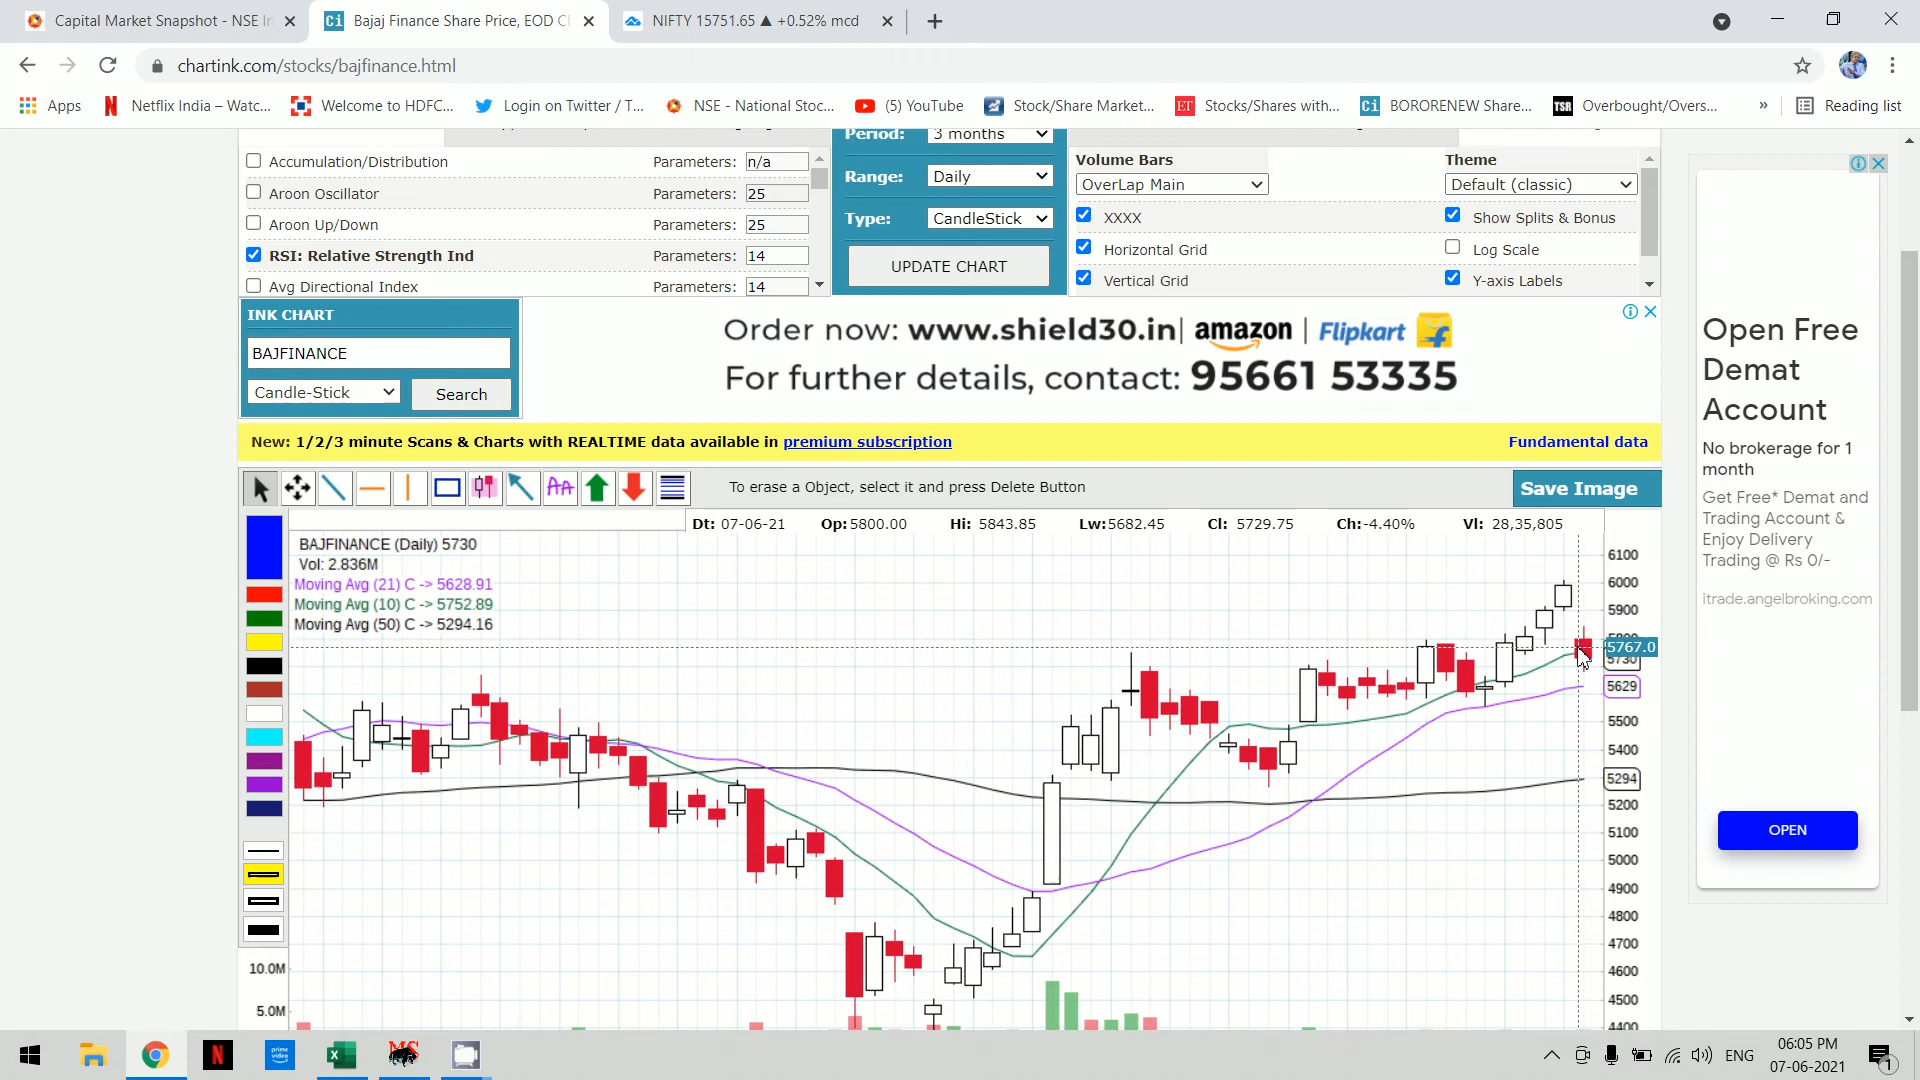 Capital Market Snapshot - NSE In
Bajaj Finance Share Price, EOD Ch
NIFTY 15751.65 ▲ +0.52% mcd
chartink.com/stocks/bajfinance.html
Apps
Netflix India – Watc...
Welcome to HDFC...
Login on Twitter / T...
NSE - National Stoc...
(5) YouTube
Stock/Share Market...
Stocks/Shares with...
BORORENEW Share...
Overbought/Overs...
»
Reading list
Accumulation/Distribution Parameters: n/a
Aroon Oscillator Parameters: 25
Aroon Up/Down Parameters: 25
RSI: Relative Strength Ind Parameters: 14
Avg Directional Index Parameters: 14
Period: 3 months
Range: Daily
Type: CandleStick
UPDATE CHART
Volume Bars
OverLap Main
XXXX
Horizontal Grid
Vertical Grid
Theme
Default (classic)
Show Splits & Bonus
Log Scale
Y-axis Labels
INK CHART
BAJFINANCE
Candle-Stick
Search
Order now: www.shield30.in| amazon | Flipkart
For further details, contact: 95661 53335
New: 1/2/3 minute Scans & Charts with REALTIME data available in premium subscription
Fundamental data
To erase a Object, select it and press Delete Button
Save Image
Dt: 07-06-21 Op:5800.00 Hi: 5843.85 Lw:5682.45 Cl: 5729.75 Ch:-4.40% Vl: 28,35,805
BAJFINANCE (Daily) 5730
Vol: 2.836M
Moving Avg (21) C -> 5628.91
Moving Avg (10) C -> 5752.89
Moving Avg (50) C -> 5294.16
6100
6000
5900
5767.0
5730
5629
5500
5400
5294
5200
5100
5000
4900
4800
4700
4600
4500
4400
10.0M
5.0M
Open Free
Demat
Account
No brokerage for 1
month
Get Free* Demat and
Trading Account &
Enjoy Delivery
Trading @ Rs 0/-
itrade.angelbroking.com
OPEN
ENG
06:05 PM
07-06-2021
1